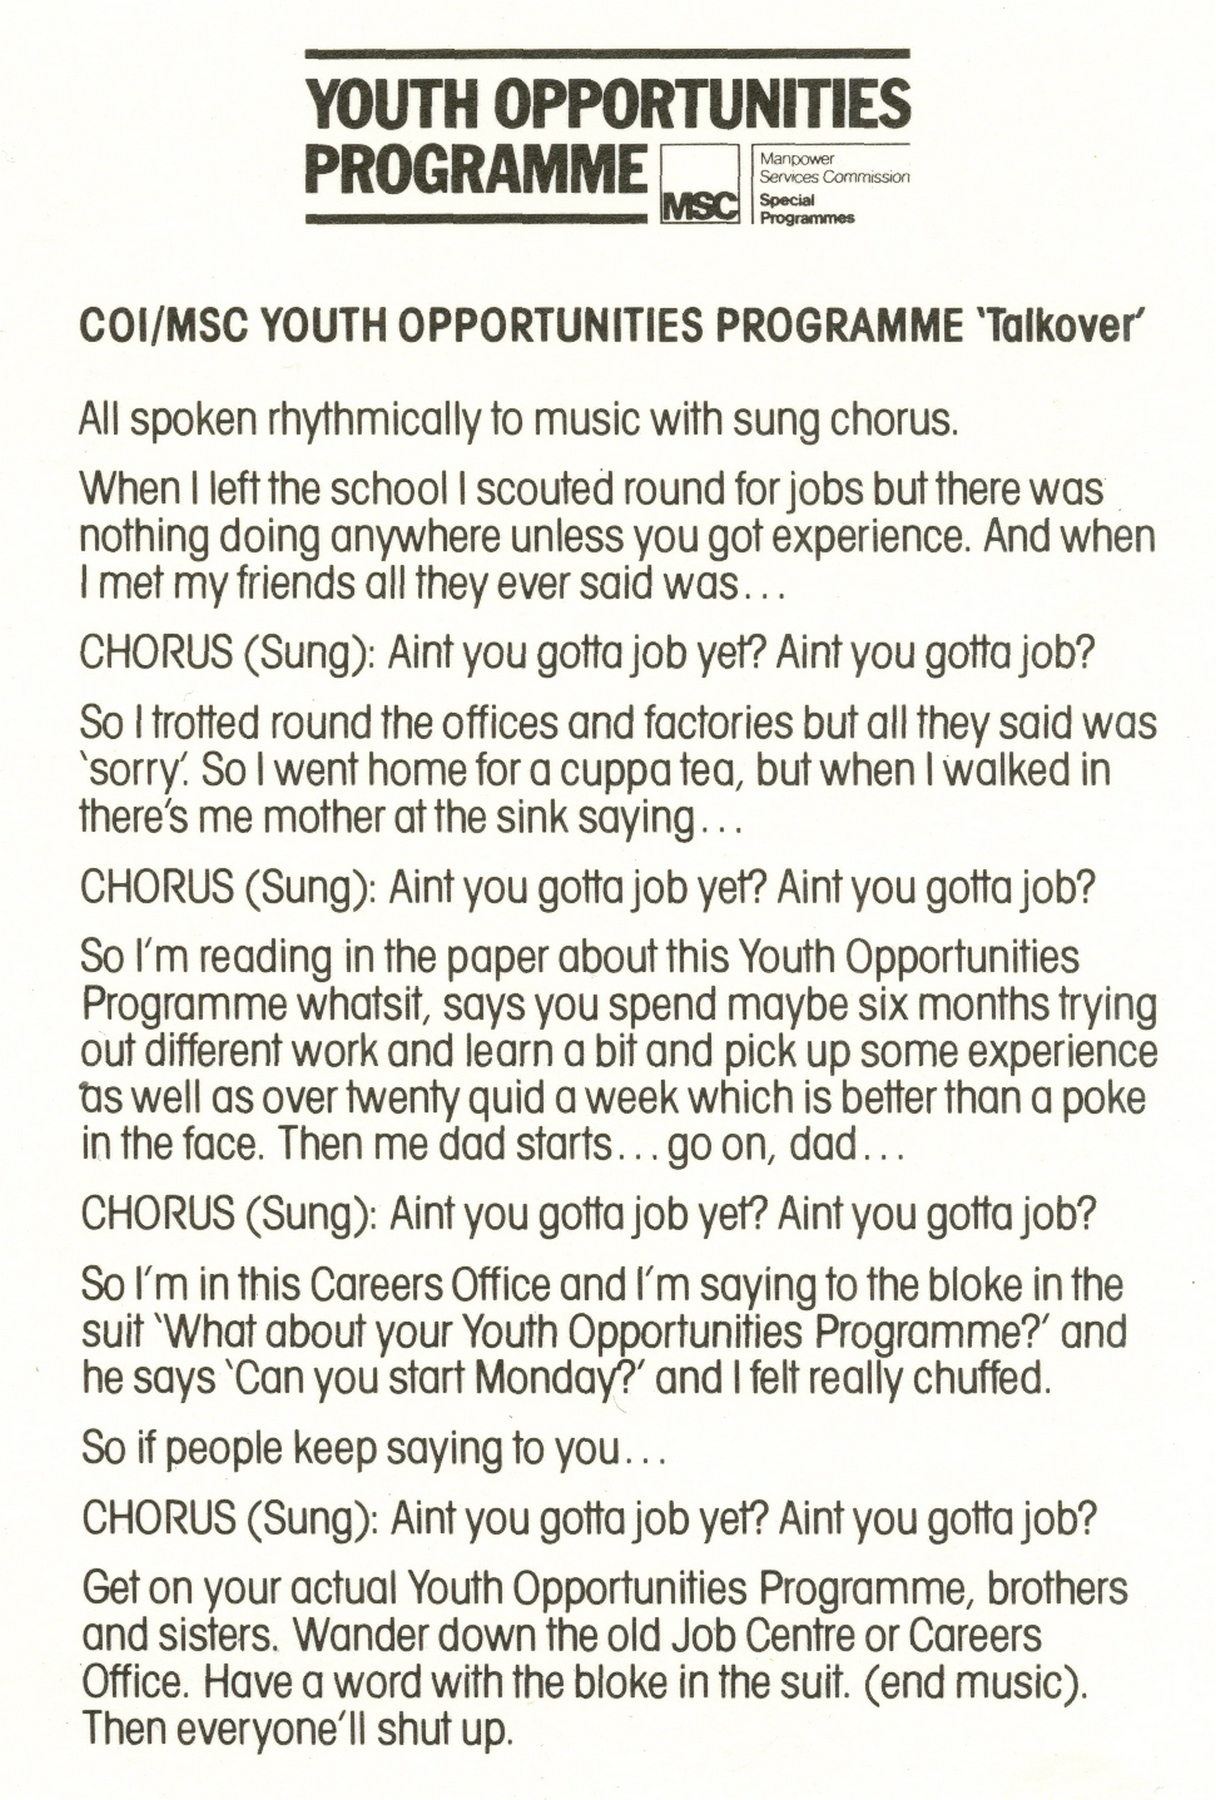 YOUTH OPPORTUNITIES
PROGRAMME
MSC
Manpower
Services Commission
Special
Programmes
COI/MSC YOUTH OPPORTUNITIES PROGRAMME ‘Talkover’
All spoken rhythmically to music with sung chorus.
When I left the school I scouted round for jobs but there was
nothing doing anywhere unless you got experience. And when
I met my friends all they ever said was...
CHORUS (Sung): Aint you gotta job yet? Aint you gotta job?
So I trotted round the offices and factories but all they said was
‘sorry’. So I went home for a cuppa tea, but when I walked in
there’s me mother at the sink saying...
CHORUS (Sung): Aint you gotta job yet? Aint you gotta job?
So I’m reading in the paper about this Youth Opportunities
Programme whatsit, says you spend maybe six months trying
out different work and learn a bit and pick up some experience
as well as over twenty quid a week which is better than a poke
in the face. Then me dad starts...go on, dad...
CHORUS (Sung): Aint you gotta job yet? Aint you gotta job?
So I’m in this Careers Office and I’m saying to the bloke in the
suit ‘What about your Youth Opportunities Programme?’ and
he says ‘Can you start Monday?’ and I felt really chuffed.
So if people keep saying to you...
CHORUS (Sung): Aint you gotta job yet? Aint you gotta job?
Get on your actual Youth Opportunities Programme, brothers
and sisters. Wander down the old Job Centre or Careers
Office. Have a word with the bloke in the suit. (end music).
Then everyone’ll shut up.